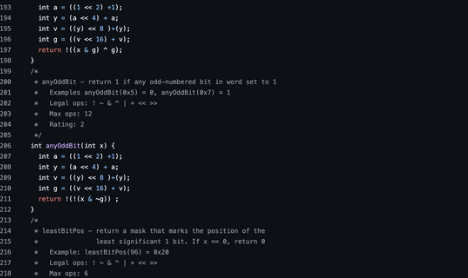 193 int a = ((1 << 2) +1);
194 int y = (a << 4) + a;
195 int v = ((y) << 8 )+(y);
196 int g = ((v << 16) + v);
197 return !((x & g) ^ g);
198 }
199 /*
200 * anyOddBit - return 1 if any odd-numbered bit in word set to 1
201 * Examples anyOddBit(0x5) = 0, anyOddBit(0x7) = 1
202 * Legal ops: ! ~ & ^ | + << >>
203 * Max ops: 12
204 * Rating: 2
205 */
206 int anyOddBit(int x) {
207 int a = ((1 << 2) +1);
208 int y = (a << 4) + a;
209 int v = ((y) << 8 )+(y);
210 int g = ((v << 16) + v);
211 return !(!(x & ~g)) ;
212 }
213 /*
214 * leastBitPos - return a mask that marks the position of the
215 * least significant 1 bit. If x == 0, return 0
216 * Example: leastBitPos(96) = 0x20
217 * Legal ops: ! ~ & ^ | + << >>
218 * Max ops: 6